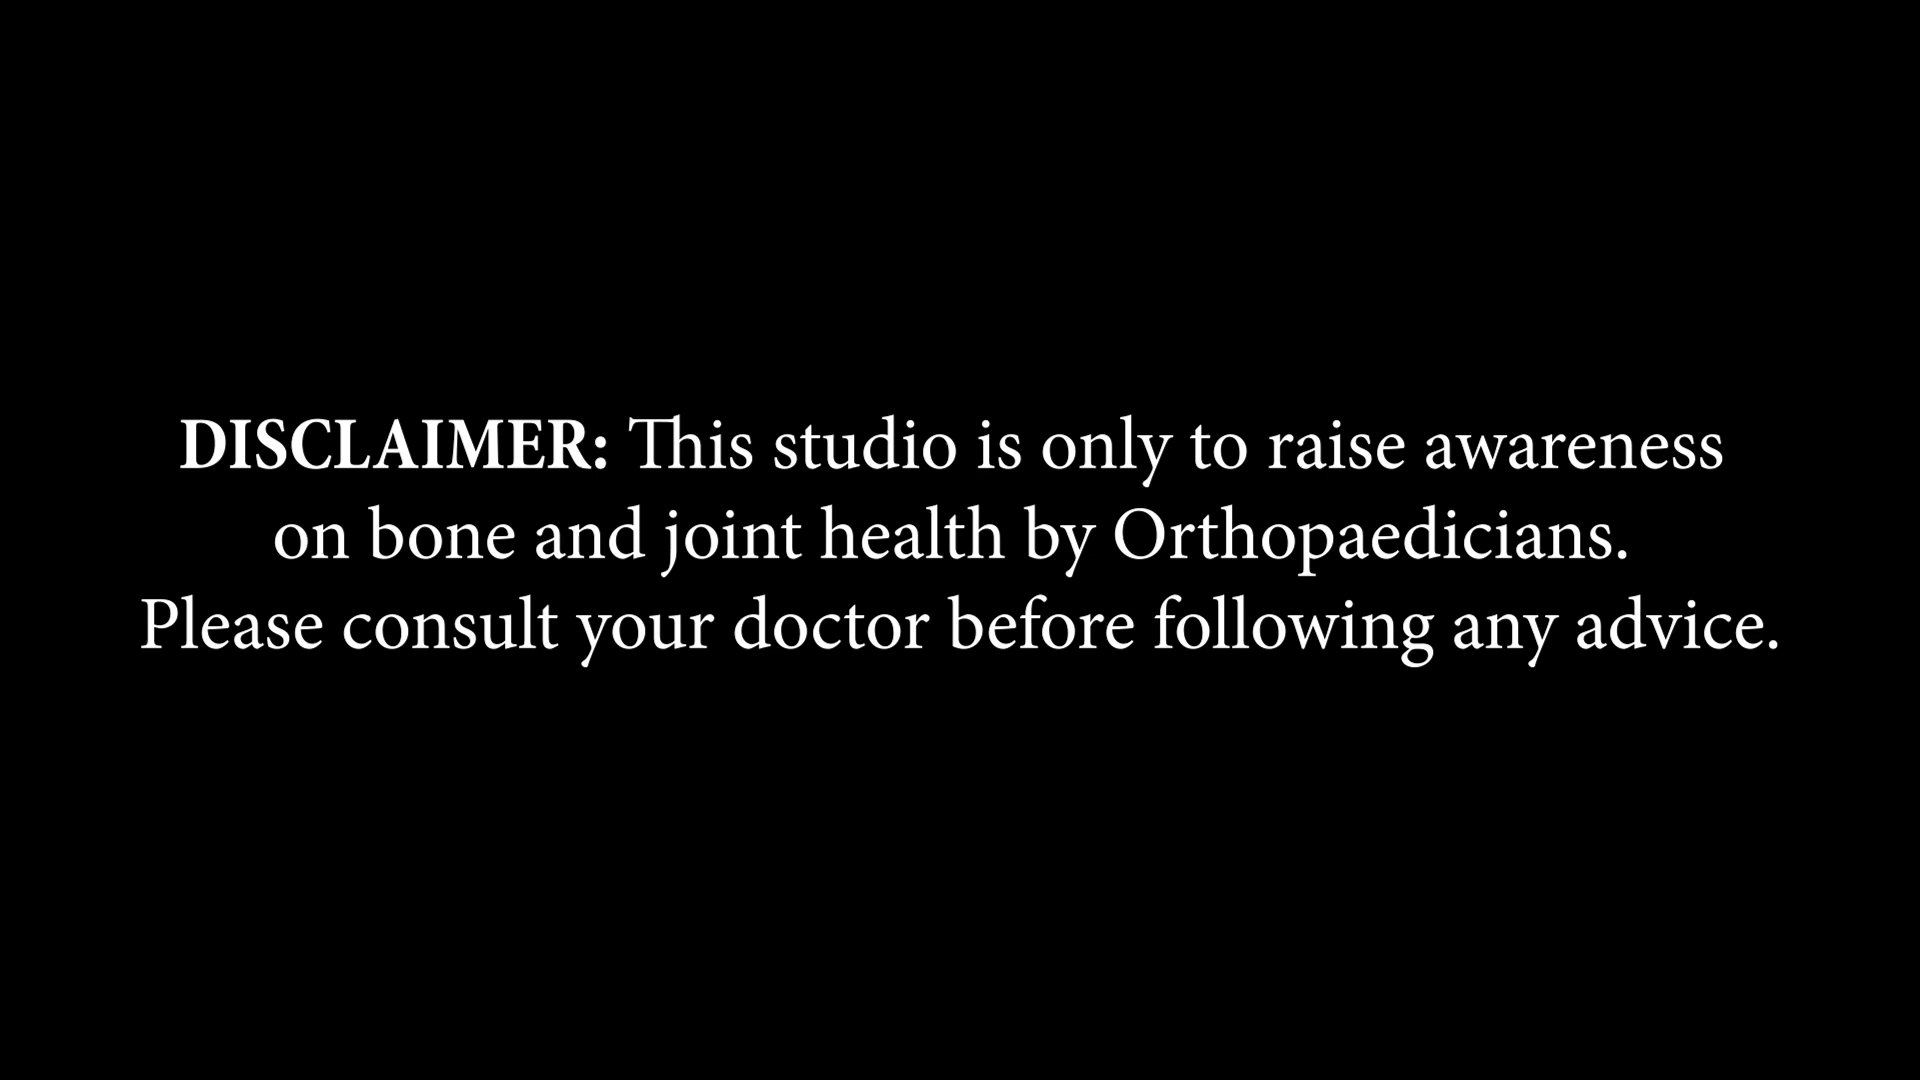 DISCLAIMER: This studio is only to raise awareness
on bone and joint health by Orthopaedicians.
Please consult your doctor before following any advice.